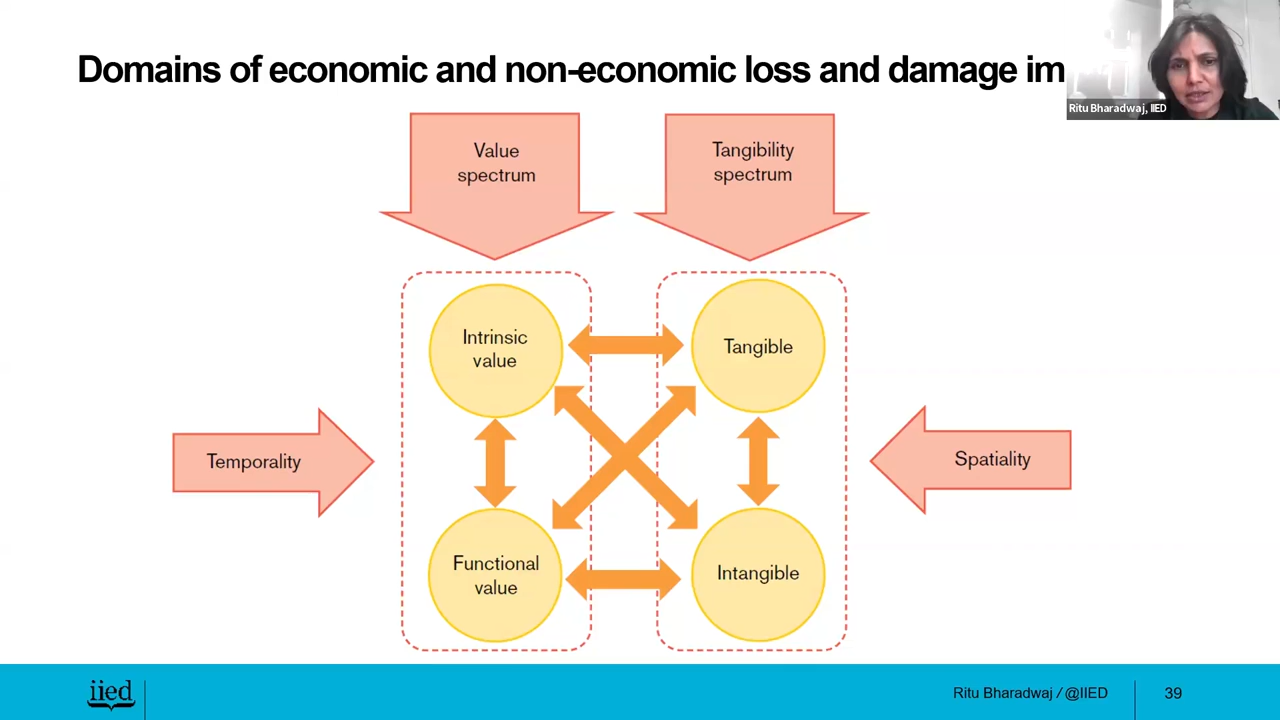 Domains of economic and non-economic loss and damage im
Ritu Bharadwaj, IIED
Value
spectrum
Tangibility
spectrum
Intrinsic
value
Tangible
Temporality
Spatiality
Functional
value
Intangible
iied
Ritu Bharadwaj / @IIED
39